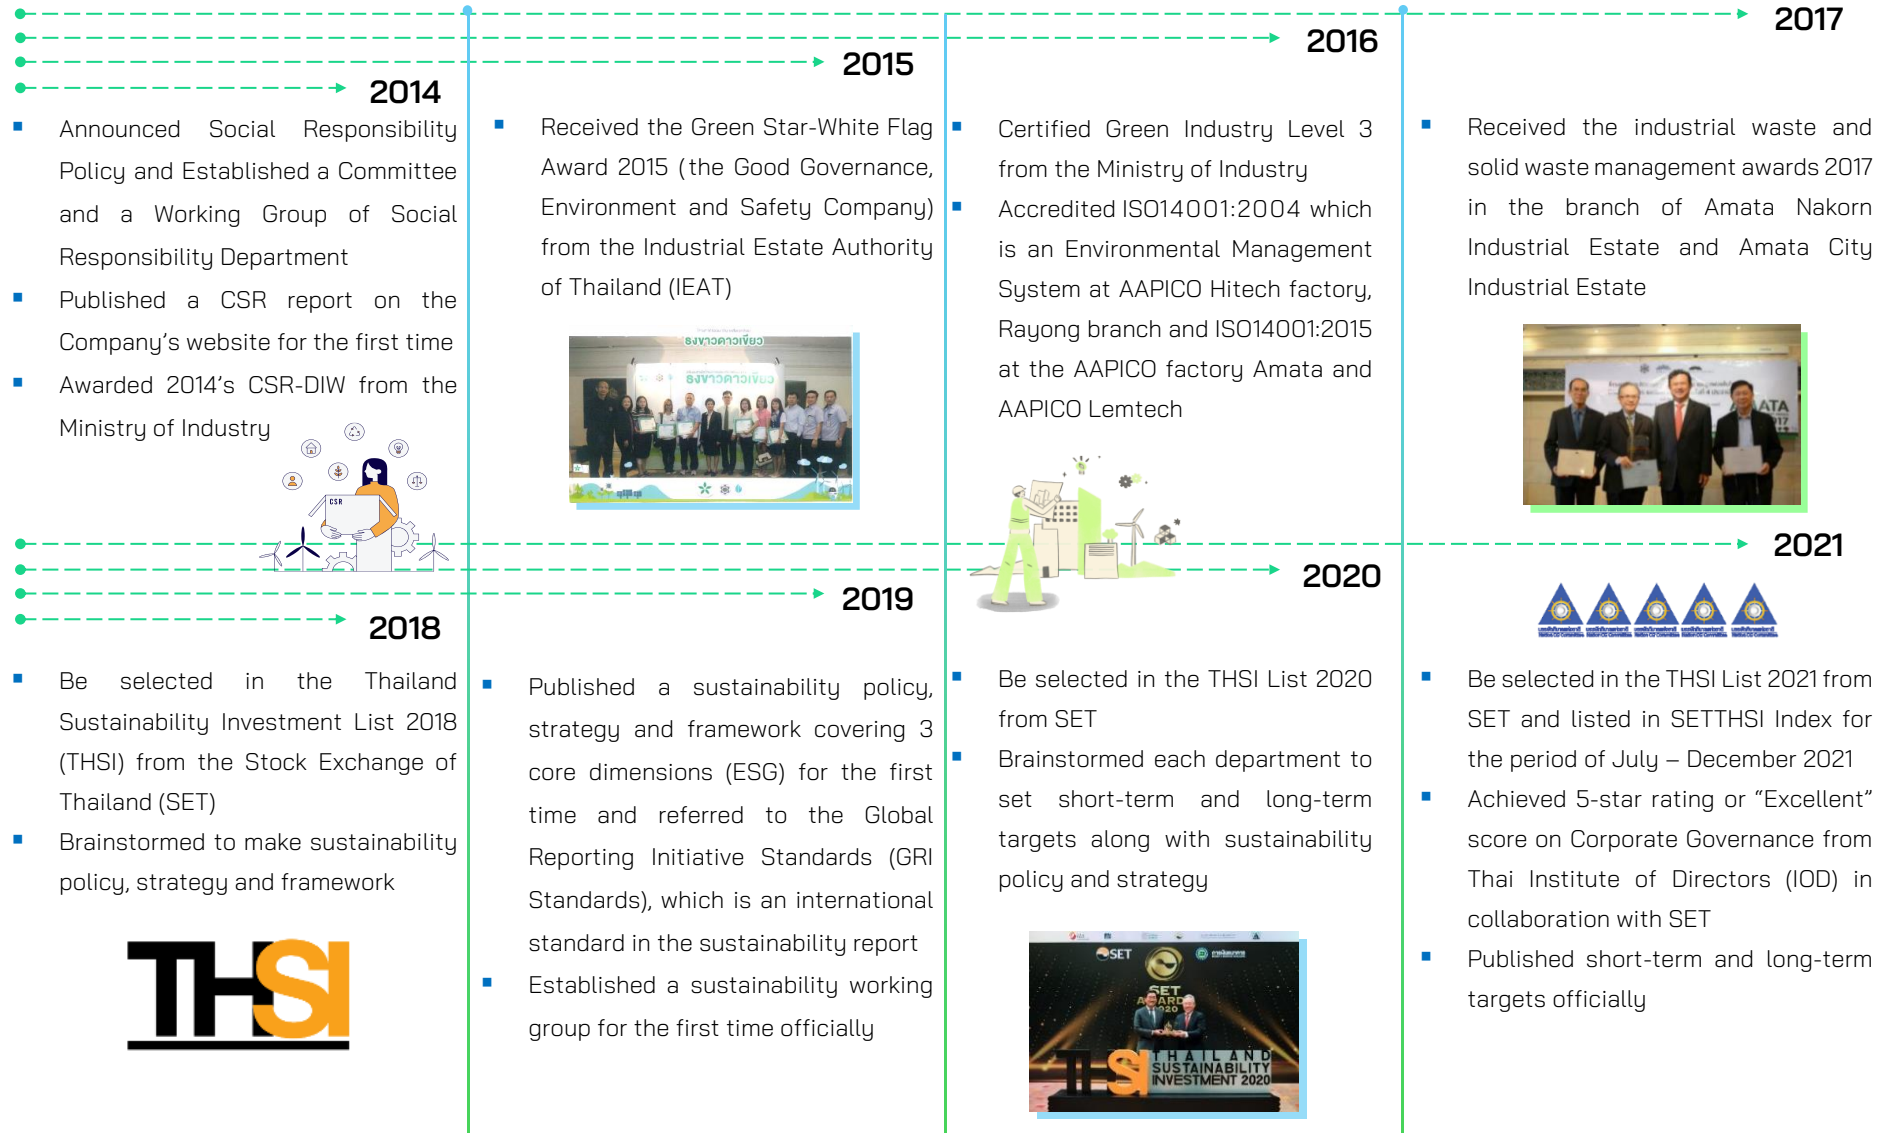 2014
Announced Social Responsibility
Policy and Established a Committee
and a Working Group of Social
Responsibility Department
Published a CSR report on the
Company’s website for the first time
Awarded 2014’s CSR-DIW from the
Ministry of Industry
CSR
2015
Received the Green Star-White Flag
Award 2015 (the Good Governance,
Environment and Safety Company)
from the Industrial Estate Authority
of Thailand (IEAT)
ธงขาวดาวเขียว
ธงขาวดาวเขียว
2016
Certified Green Industry Level 3
from the Ministry of Industry
Accredited ISO14001:2004 which
is an Environmental Management
System at AAPICO Hitech factory,
Rayong branch and ISO14001:2015
at the AAPICO factory Amata and
AAPICO Lemtech
2017
Received the industrial waste and
solid waste management awards 2017
in the branch of Amata Nakorn
Industrial Estate and Amata City
Industrial Estate
2018
Be selected in the Thailand
Sustainability Investment List 2018
(THSI) from the Stock Exchange of
Thailand (SET)
Brainstormed to make sustainability
policy, strategy and framework
THSI
2019
Published a sustainability policy,
strategy and framework covering 3
core dimensions (ESG) for the first
time and referred to the Global
Reporting Initiative Standards (GRI
Standards), which is an international
standard in the sustainability report
Established a sustainability working
group for the first time officially
2020
Be selected in the THSI List 2020
from SET
Brainstormed each department to
set short-term and long-term
targets along with sustainability
policy and strategy
SET
SET
AWARDS
2020
THSI
THAILAND
SUSTAINABILITY
INVESTMENT 2020
2021
Be selected in the THSI List 2021 from
SET and listed in SETTHSI Index for
the period of July – December 2021
Achieved 5-star rating or “Excellent”
score on Corporate Governance from
Thai Institute of Directors (IOD) in
collaboration with SET
Published short-term and long-term
targets officially